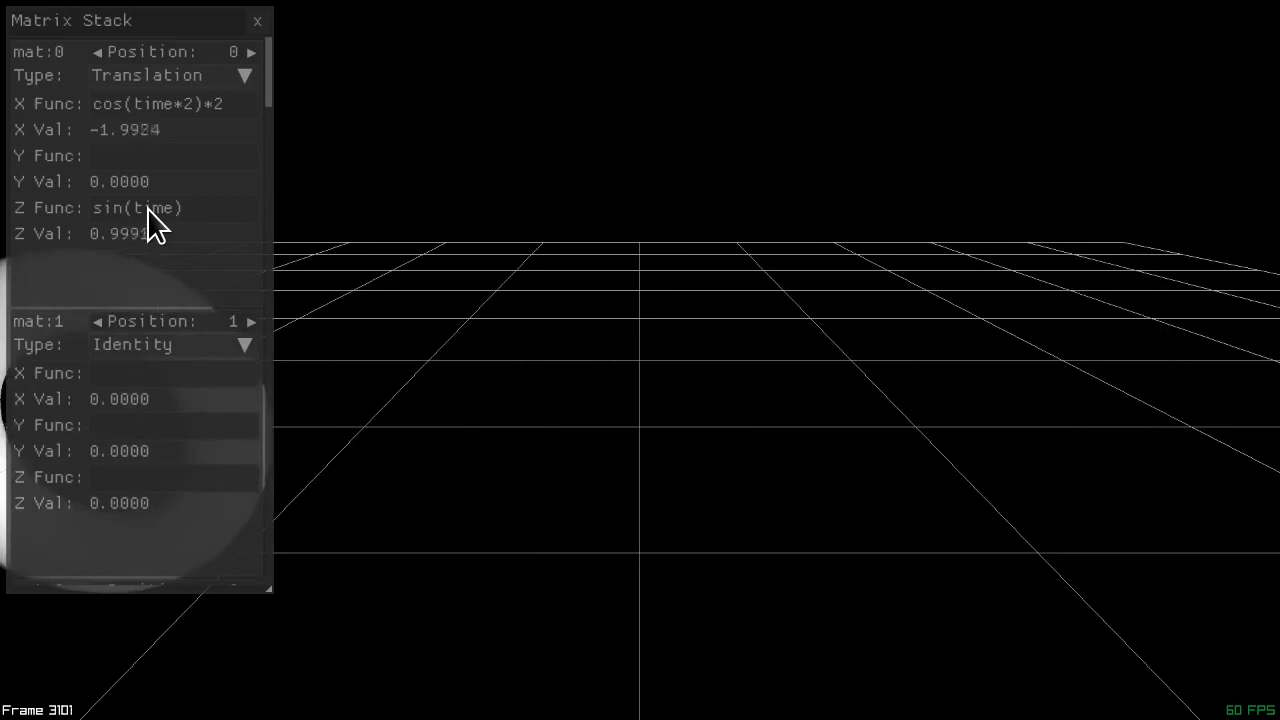 Matrix Stack x
mat:0 ◀ Position: 0 ▶
Type: Translation ▼
X Func: cos(time*2)*2
X Val:
Y Func:
Y Val: 0.0000
Z Func: sin(time)
Z Val: 0.9991
mat:1 ◀ Position: 1 ▶
Type: Identity ▼
X Func:
X Val: 0.0000
Y Func:
Y Val: 0.0000
Z Func:
Z Val: 0.0000
Frame 3101
60 FPS